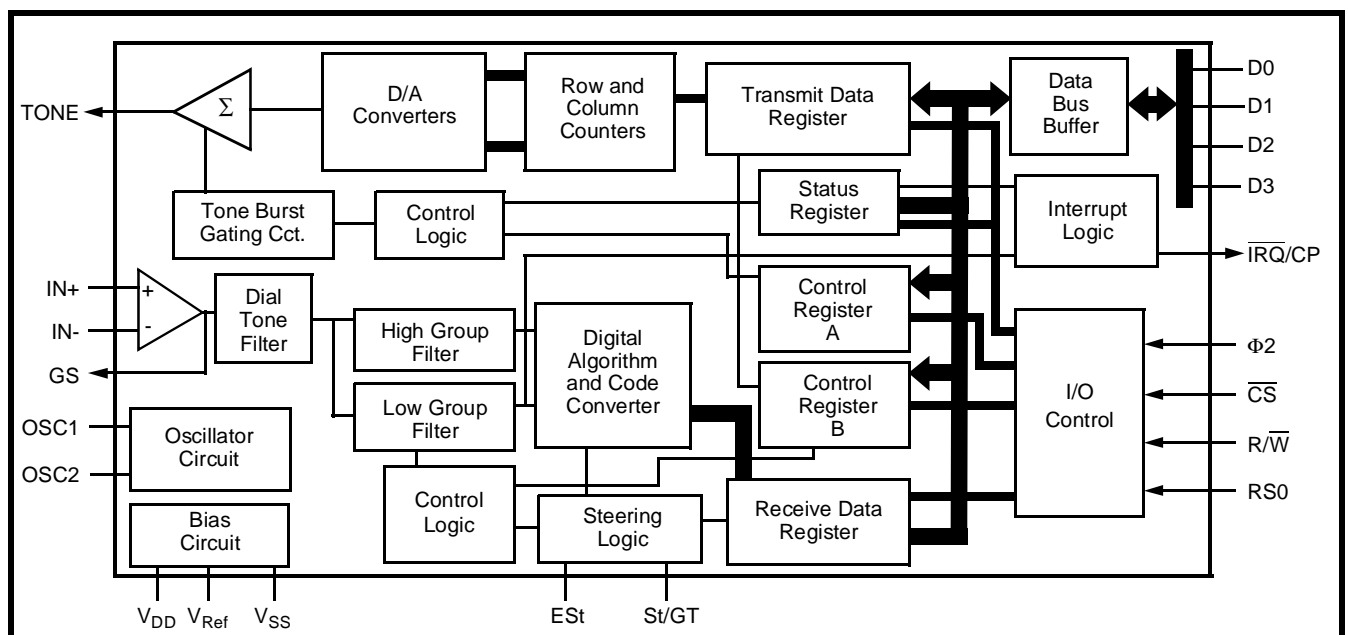 TONE
Σ
D/A
Converters
Row and
Column
Counters
Transmit Data
Register
Data
Bus
Buffer
D0
D1
D2
D3
Tone Burst
Gating Cct.
Control
Logic
Status
Register
Interrupt
Logic
I̅R̅Q̅/CP
IN+
IN-
GS
+
-
Dial
Tone
Filter
High Group
Filter
Low Group
Filter
Digital
Algorithm
and Code
Converter
Control
Register
A
Control
Register
B
I/O
Control
Φ2
C̅S̅
R/W̅
RS0
OSC1
OSC2
Oscillator
Circuit
Bias
Circuit
Control
Logic
Steering
Logic
Receive Data
Register
VDD
VRef
VSS
ESt
St/GT